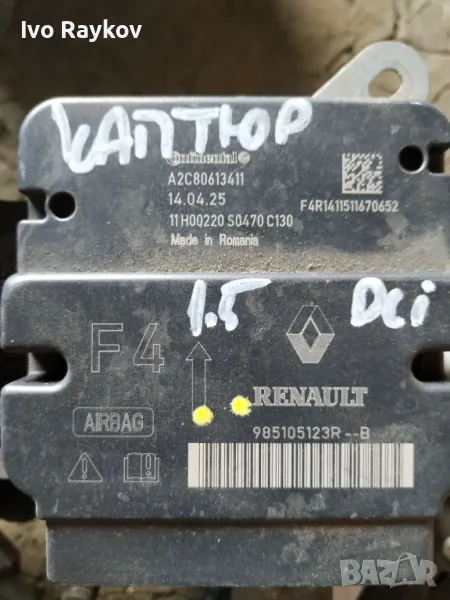 Ivo Raykov
КАПТЮР
Continental
A2C80613411
14.04.25
11H00220 S0470 C130
Made in Romania
F4R1411511670652
1.5 Dci
F4
RENAULT
AIRBAG
985105123R--B
BAZAR